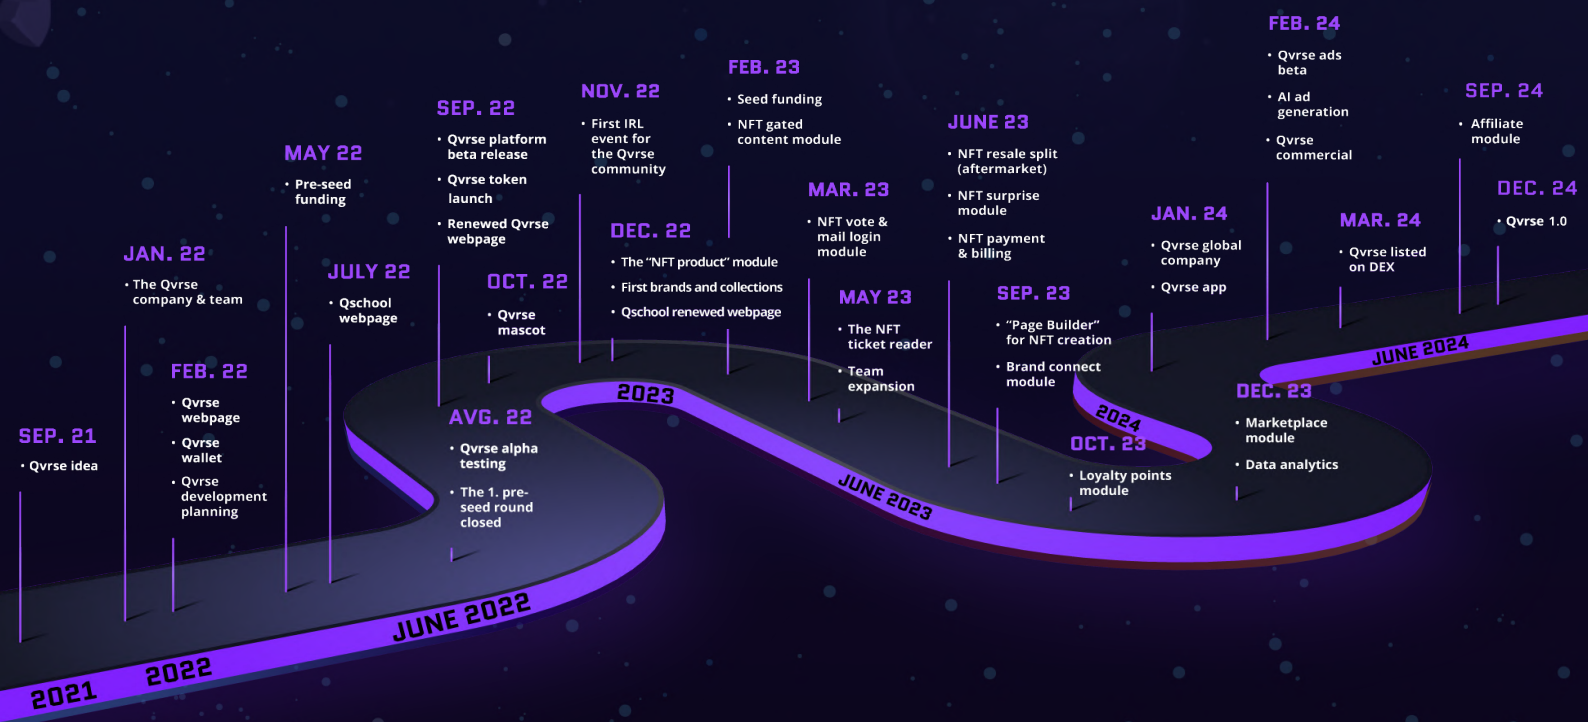 SEP. 21
• Qvrse idea
JAN. 22
• The Qvrse
company & team
FEB. 22
• Qvrse
webpage
• Qvrse
wallet
• Qvrse
development
planning
MAY 22
• Pre-seed
funding
JULY 22
• Qschool
webpage
AVG. 22
• Qvrse alpha
testing
• The 1. pre-
seed round
closed
SEP. 22
• Qvrse platform
beta release
• Qvrse token
launch
• Renewed Qvrse
webpage
OCT. 22
• Qvrse
mascot
NOV. 22
• First IRL
event for
the Qvrse
community
DEC. 22
• The “NFT product” module
• First brands and collections
• Qschool renewed webpage
FEB. 23
• Seed funding
• NFT gated
content module
MAR. 23
• NFT vote &
mail login
module
MAY 23
• The NFT
ticket reader
• Team
expansion
JUNE 23
• NFT resale split
(aftermarket)
• NFT surprise
module
• NFT payment
& billing
SEP. 23
• “Page Builder”
for NFT creation
• Brand connect
module
OCT. 23
• Loyalty points
module
DEC. 23
• Marketplace
module
• Data analytics
JAN. 24
• Qvrse global
company
• Qvrse app
FEB. 24
• Qvrse ads
beta
• AI ad
generation
• Qvrse
commercial
MAR. 24
• Qvrse listed
on DEX
SEP. 24
• Affiliate
module
DEC. 24
• Qvrse 1.0
2021
2022
JUNE 2022
2023
JUNE 2023
2024
JUNE 2024